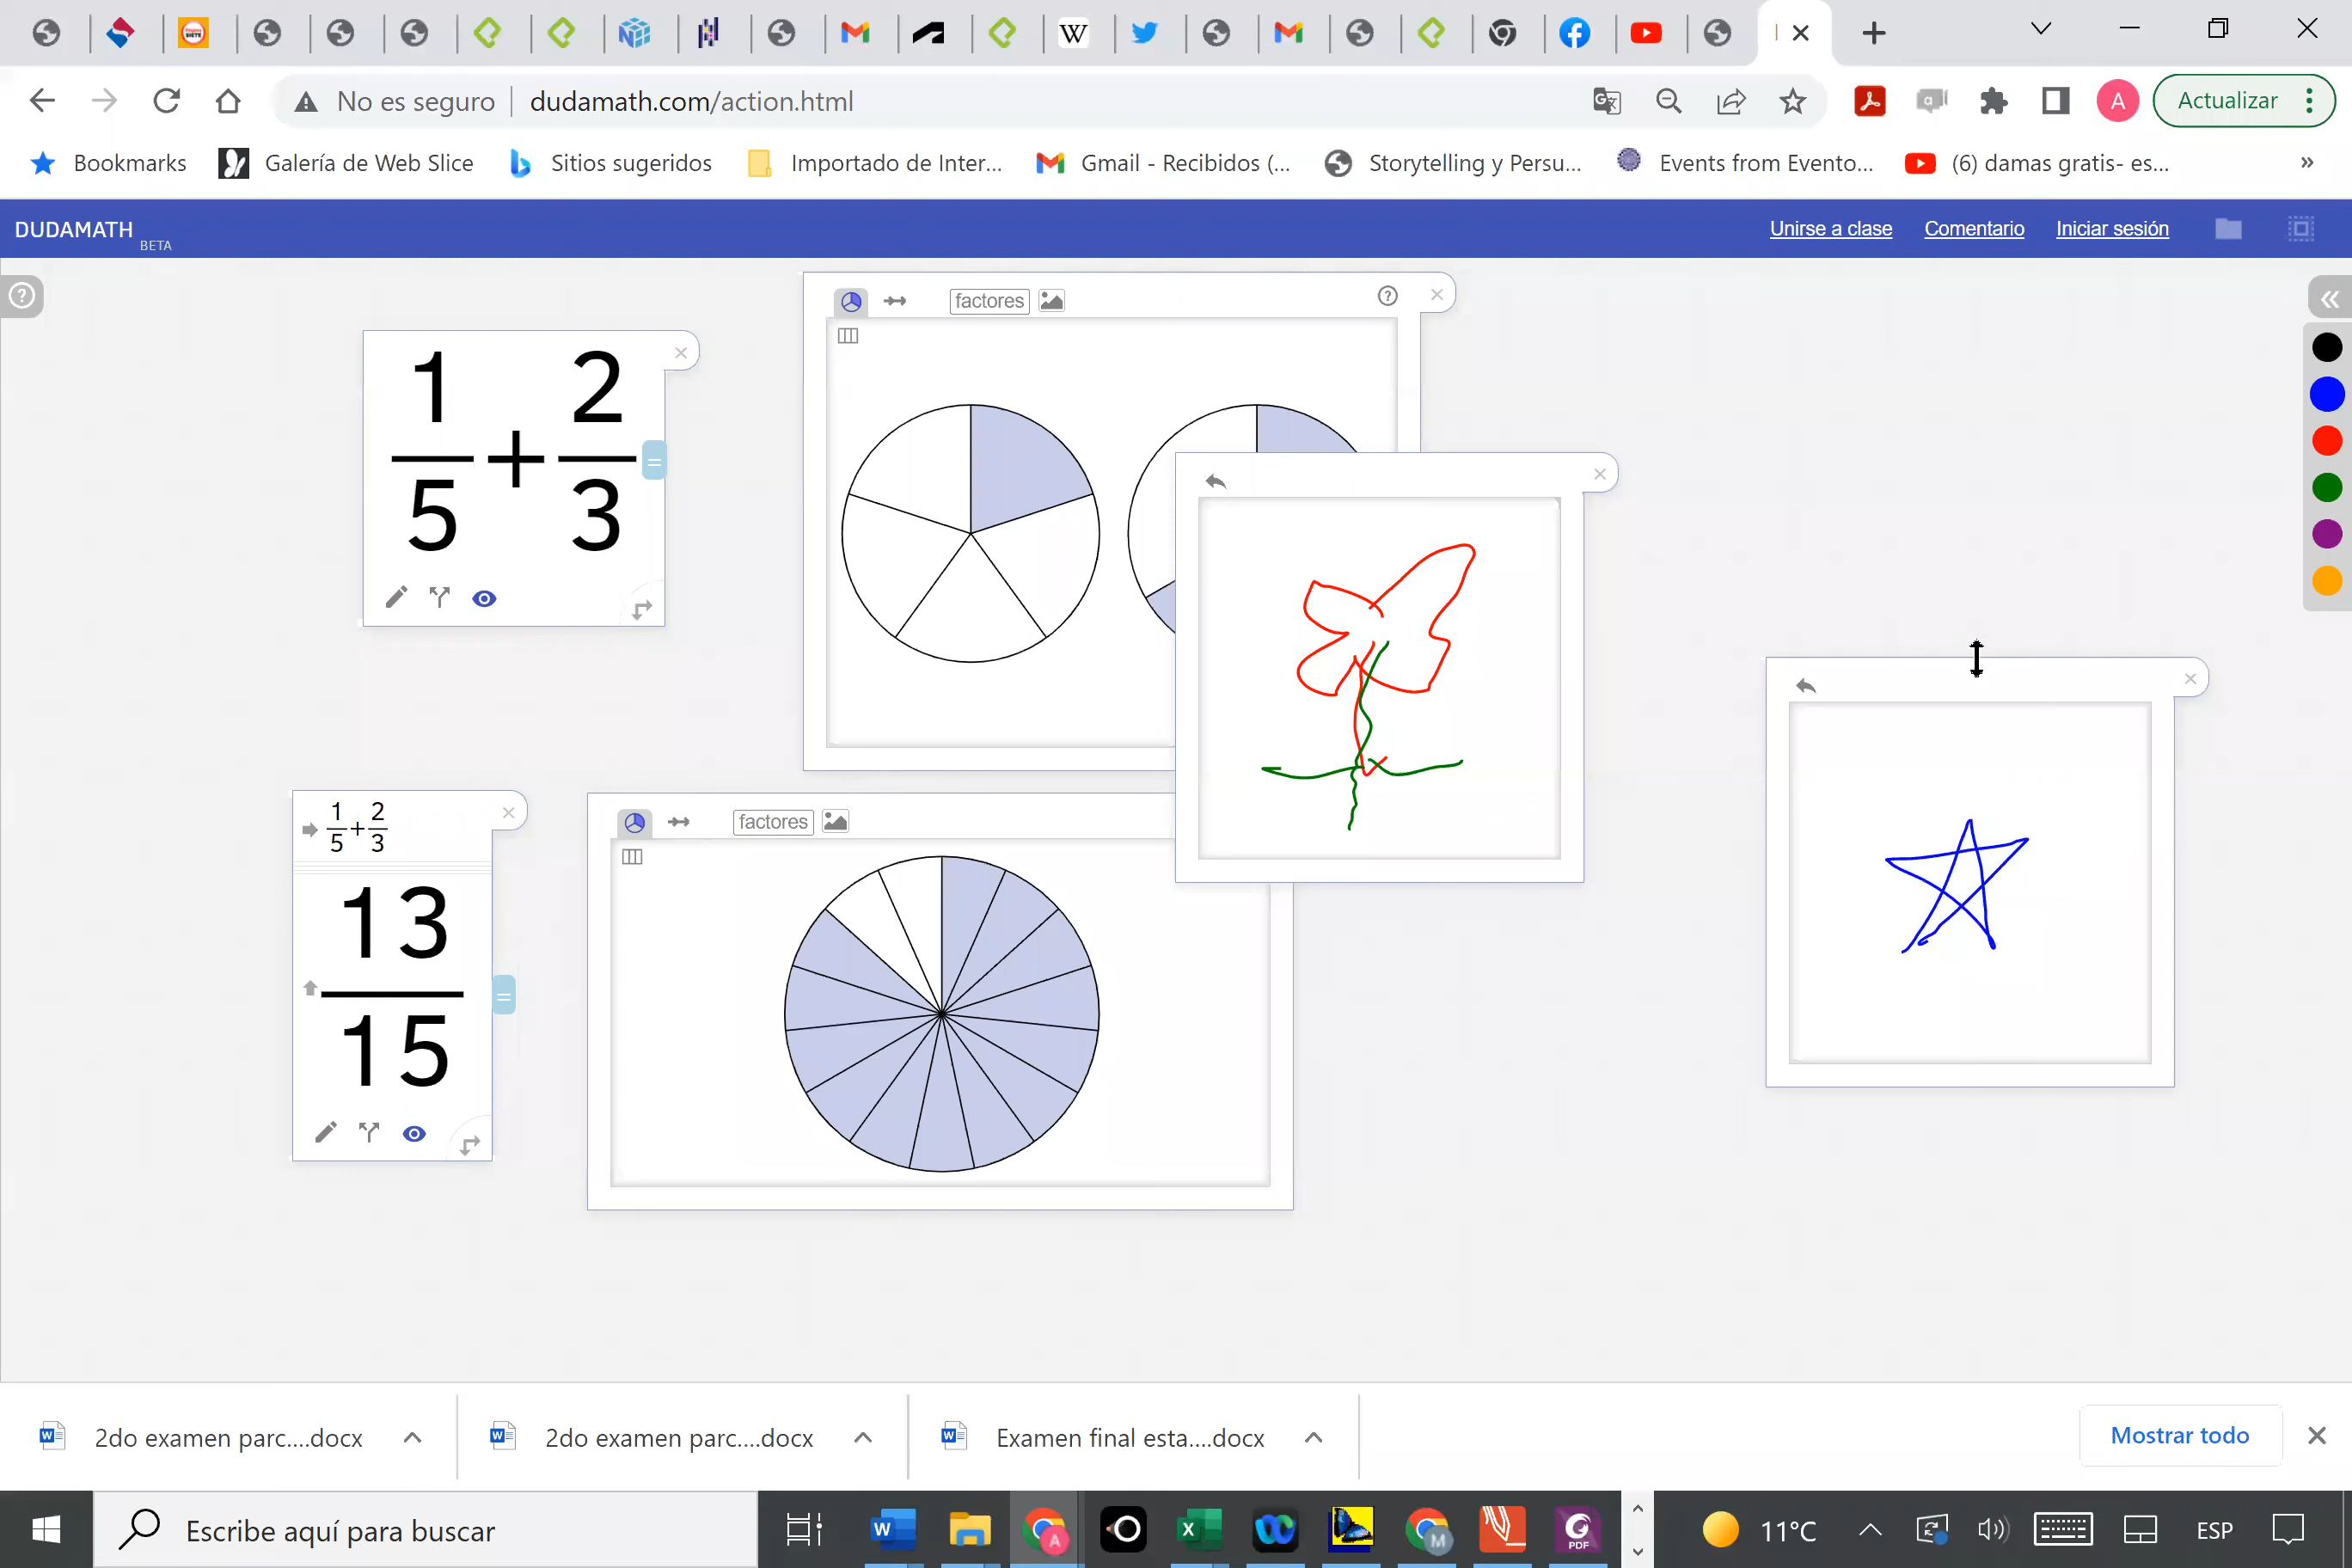 No es seguro | dudamath.com/action.html
A
Actualizar
Bookmarks
Galería de Web Slice
Sitios sugeridos
Importado de Inter...
Gmail - Recibidos (...
Storytelling y Persu...
Events from Evento...
(6) damas gratis- es...
»
DUDAMATH
BETA
Unirse a clase
Comentario
Iniciar sesión
factores
1/5 + 2/3
=
factores
1/5 + 2/3
13/15
=
2do examen parc....docx
2do examen parc....docx
Examen final esta....docx
Mostrar todo
Escribe aquí para buscar
11°C
ESP